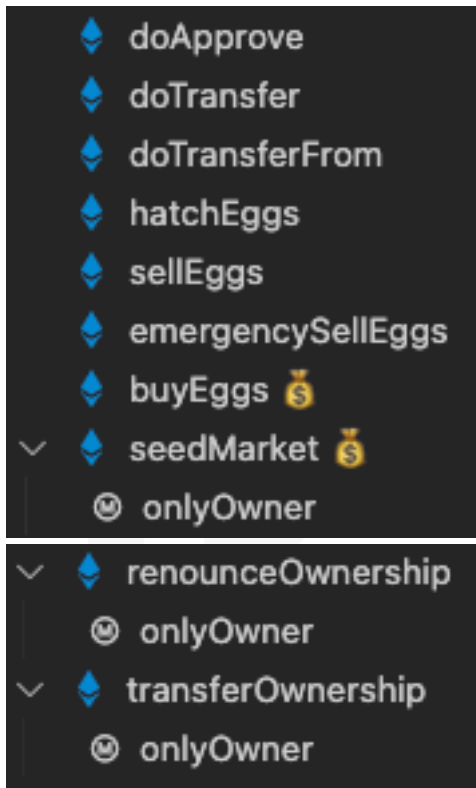 doApprove
doTransfer
doTransferFrom
hatchEggs
sellEggs
emergencySellEggs
buyEggs 💰
seedMarket 💰
Ⓜ onlyOwner
renounceOwnership
Ⓜ onlyOwner
transferOwnership
Ⓜ onlyOwner